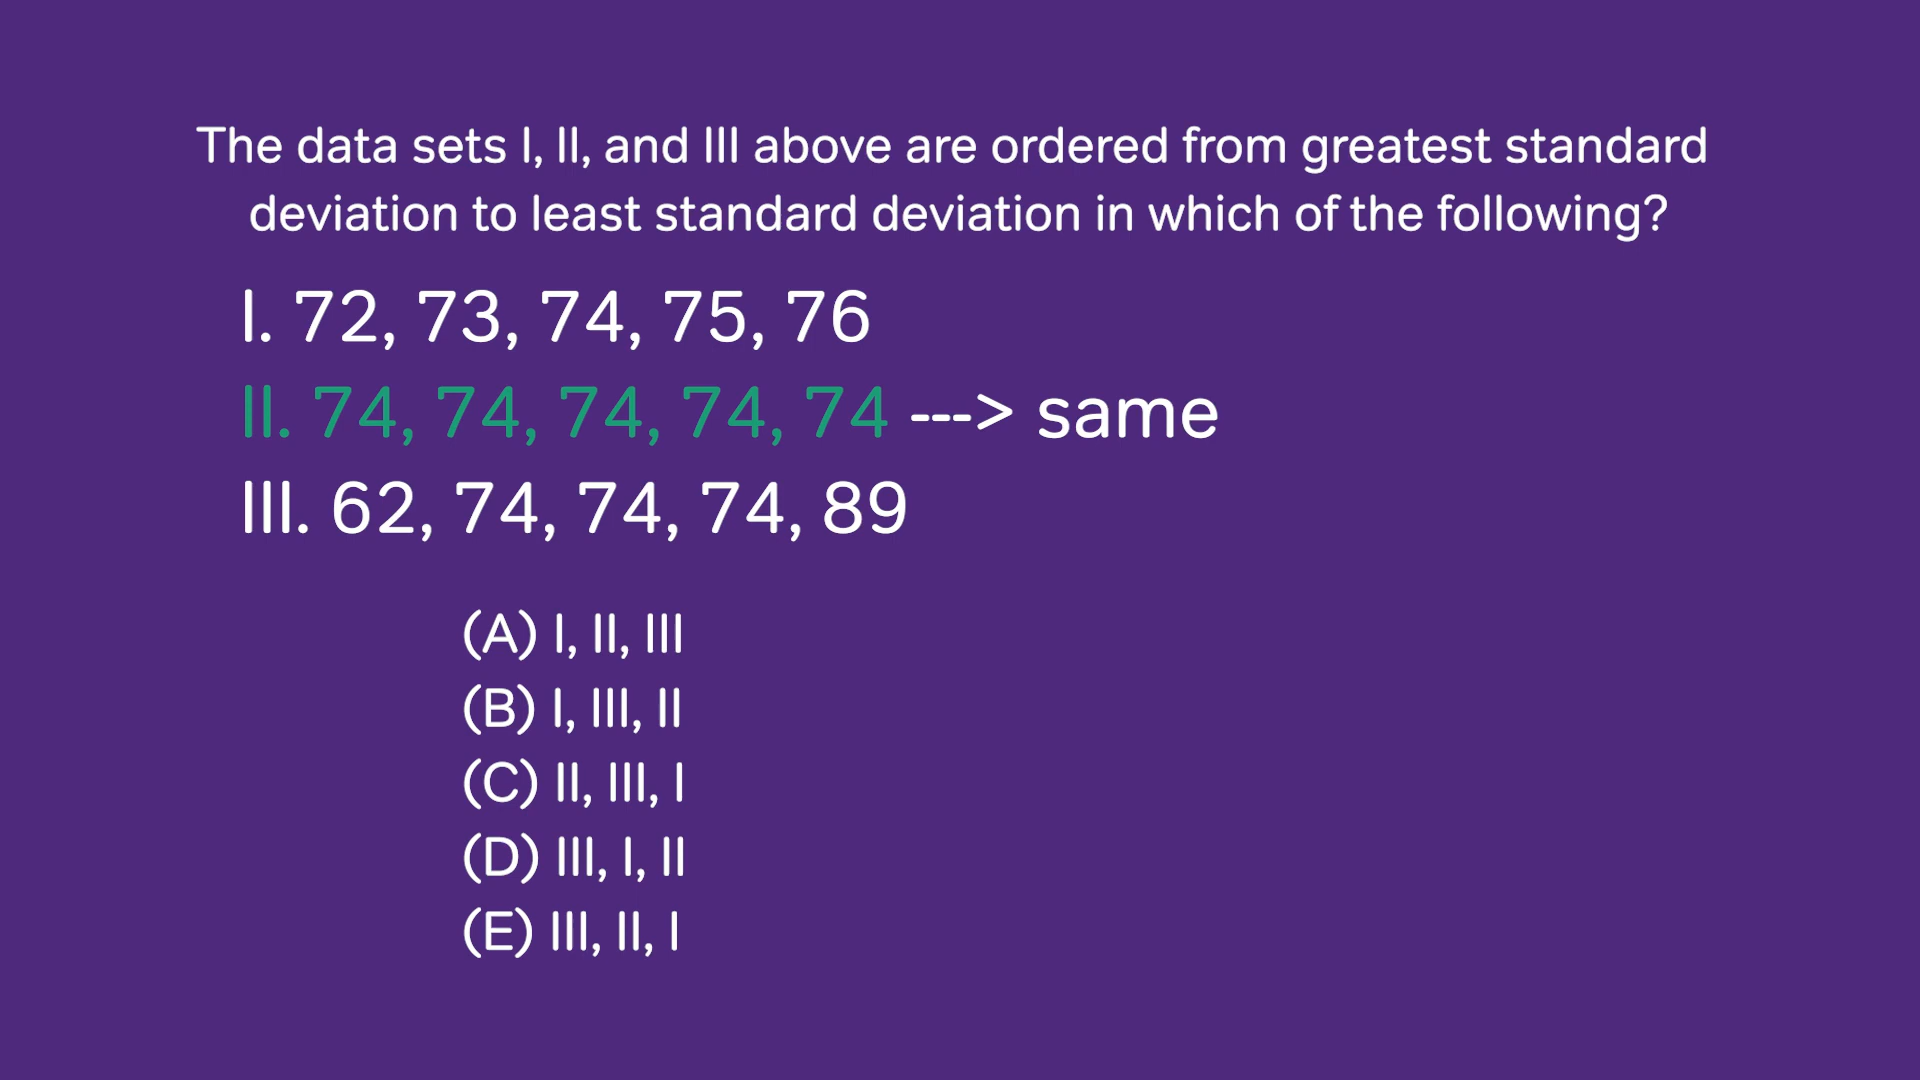 The data sets I, II, and III above are ordered from greatest standard
deviation to least standard deviation in which of the following?
I. 72, 73, 74, 75, 76
II. 74, 74, 74, 74, 74 ---> same
III. 62, 74, 74, 74, 89
(A) I, II, III
(B) I, III, II
(C) II, III, I
(D) III, I, II
(E) III, II, I